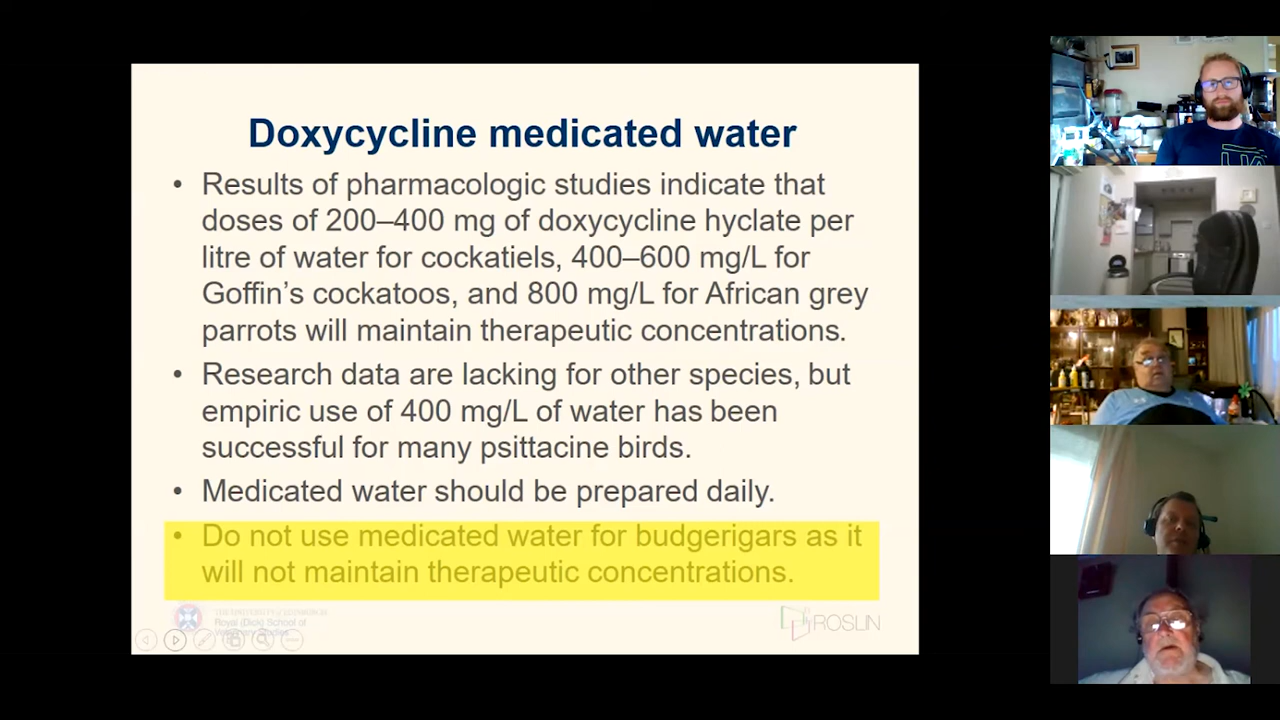 Doxycycline medicated water
• Results of pharmacologic studies indicate that
doses of 200–400 mg of doxycycline hyclate per
litre of water for cockatiels, 400–600 mg/L for
Goffin's cockatoos, and 800 mg/L for African grey
parrots will maintain therapeutic concentrations.
• Research data are lacking for other species, but
empiric use of 400 mg/L of water has been
successful for many psittacine birds.
• Medicated water should be prepared daily.
• Do not use medicated water for budgerigars as it
will not maintain therapeutic concentrations.
Royal (Dick) School of
ROSLIN